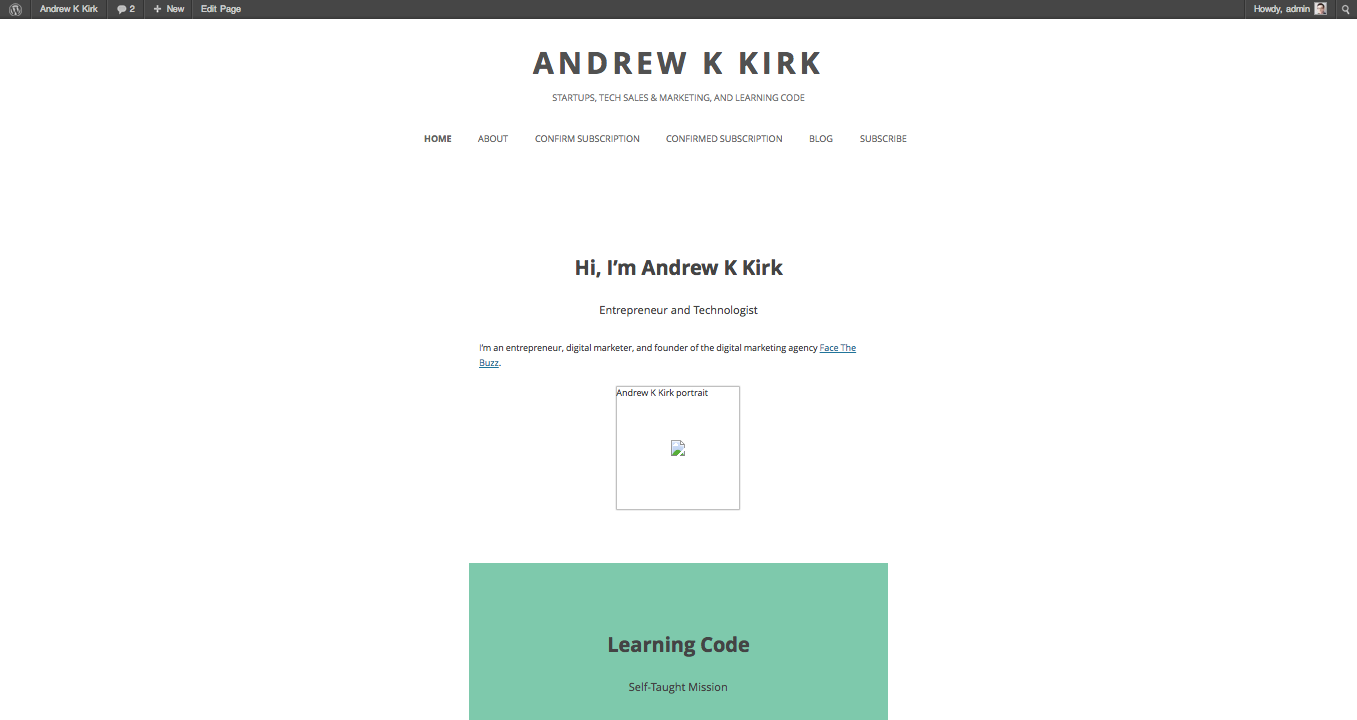 Andrew K Kirk 2 New Edit Page Howdy, admin
ANDREW K KIRK
STARTUPS, TECH SALES & MARKETING, AND LEARNING CODE
HOME ABOUT CONFIRM SUBSCRIPTION CONFIRMED SUBSCRIPTION BLOG SUBSCRIBE
Hi, I’m Andrew K Kirk
Entrepreneur and Technologist
I’m an entrepreneur, digital marketer, and founder of the digital marketing agency Face The
Buzz.
Andrew K Kirk portrait
Learning Code
Self-Taught Mission